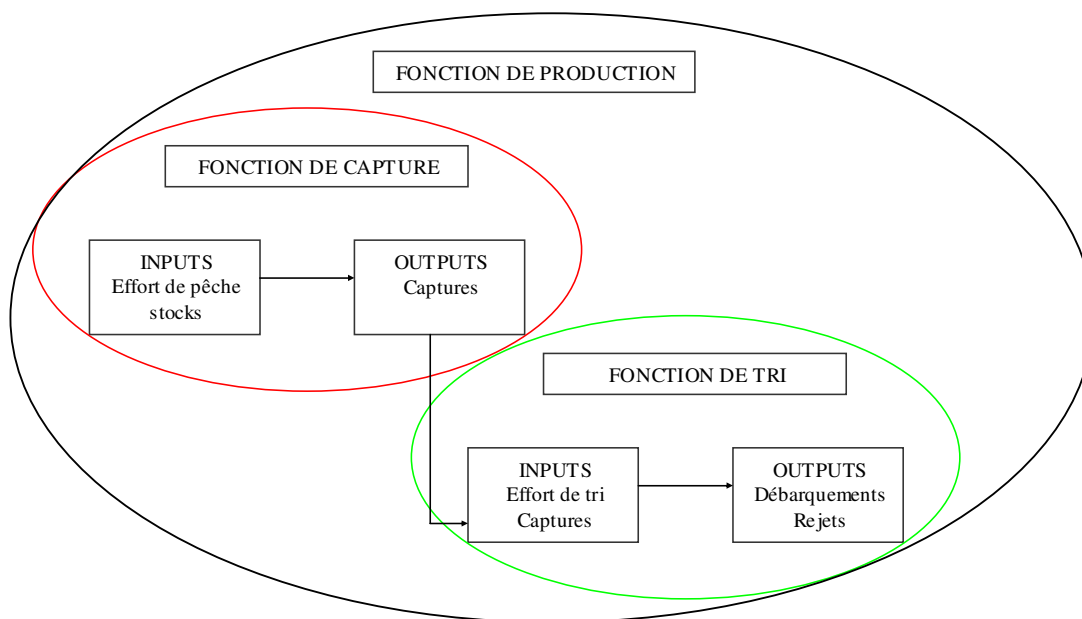 FONCTION DE PRODUCTION
FONCTION DE CAPTURE
INPUTS
Effort de pêche
stocks
OUTPUTS
Captures
FONCTION DE TRI
INPUTS
Effort de tri
Captures
OUTPUTS
Débarquements
Rejets